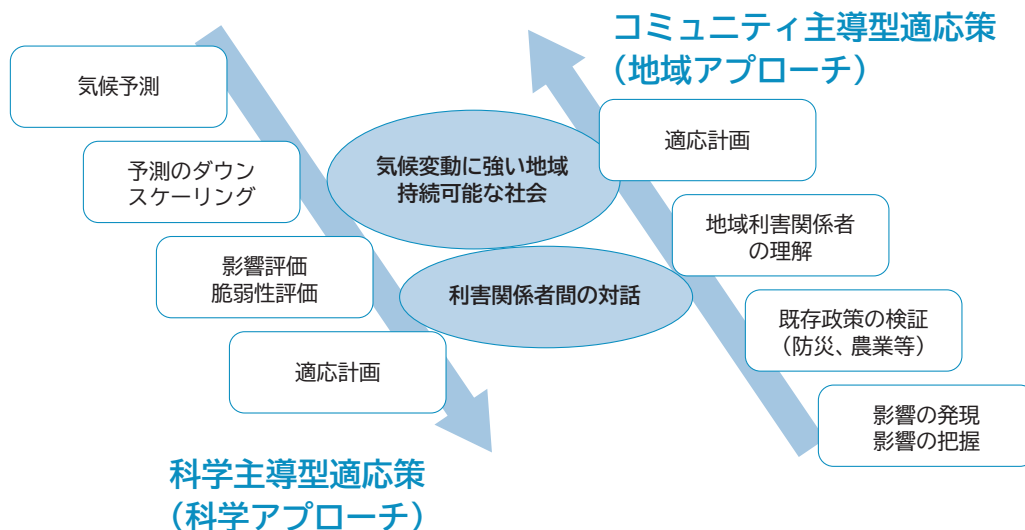 コミュニティ主導型適応策
（地域アプローチ）
気候予測
予測のダウン
スケーリング
影響評価
脆弱性評価
適応計画
科学主導型適応策
（科学アプローチ）
気候変動に強い地域
持続可能な社会
利害関係者間の対話
適応計画
地域利害関係者
の理解
既存政策の検証
（防災、農業等）
影響の発現
影響の把握